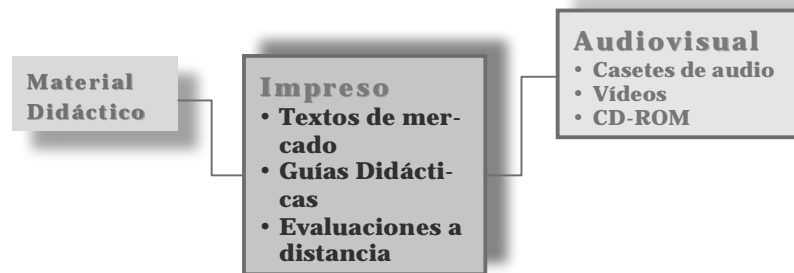 Material
Didáctico
Impreso
• Textos de mer-
cado
• Guías Didácti-
cas
• Evaluaciones a
distancia
Audiovisual
• Casetes de audio
• Vídeos
• CD-ROM